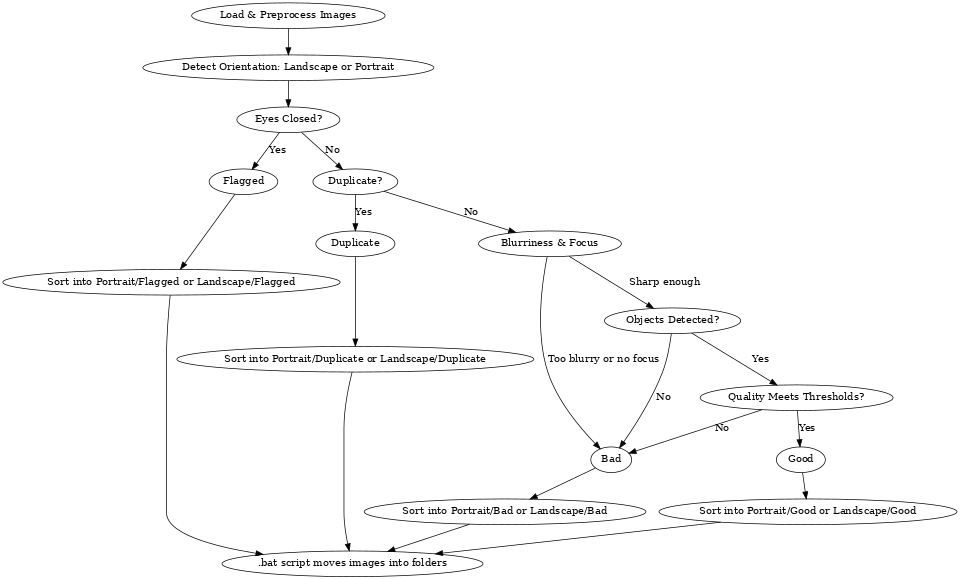 Load & Preprocess Images
Detect Orientation: Landscape or Portrait
Eyes Closed?
Yes
No
Flagged
Duplicate?
Yes
No
Duplicate
Blurriness & Focus
Sort into Portrait/Flagged or Landscape/Flagged
Sharp enough
Objects Detected?
Sort into Portrait/Duplicate or Landscape/Duplicate
Too blurry or no focus
Yes
No
Quality Meets Thresholds?
No
Yes
Bad
Good
Sort into Portrait/Bad or Landscape/Bad
Sort into Portrait/Good or Landscape/Good
.bat script moves images into folders